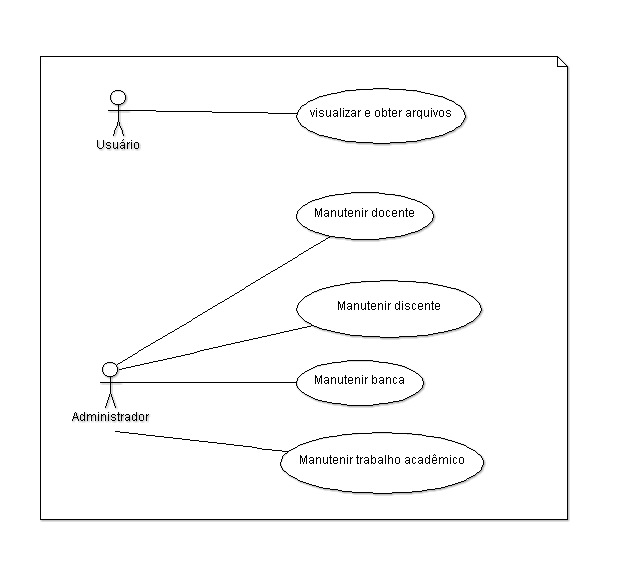 visualizar e obter arquivos
Usuário
Manutenir docente
Manutenir discente
Manutenir banca
Administrador
Manutenir trabalho acadêmico